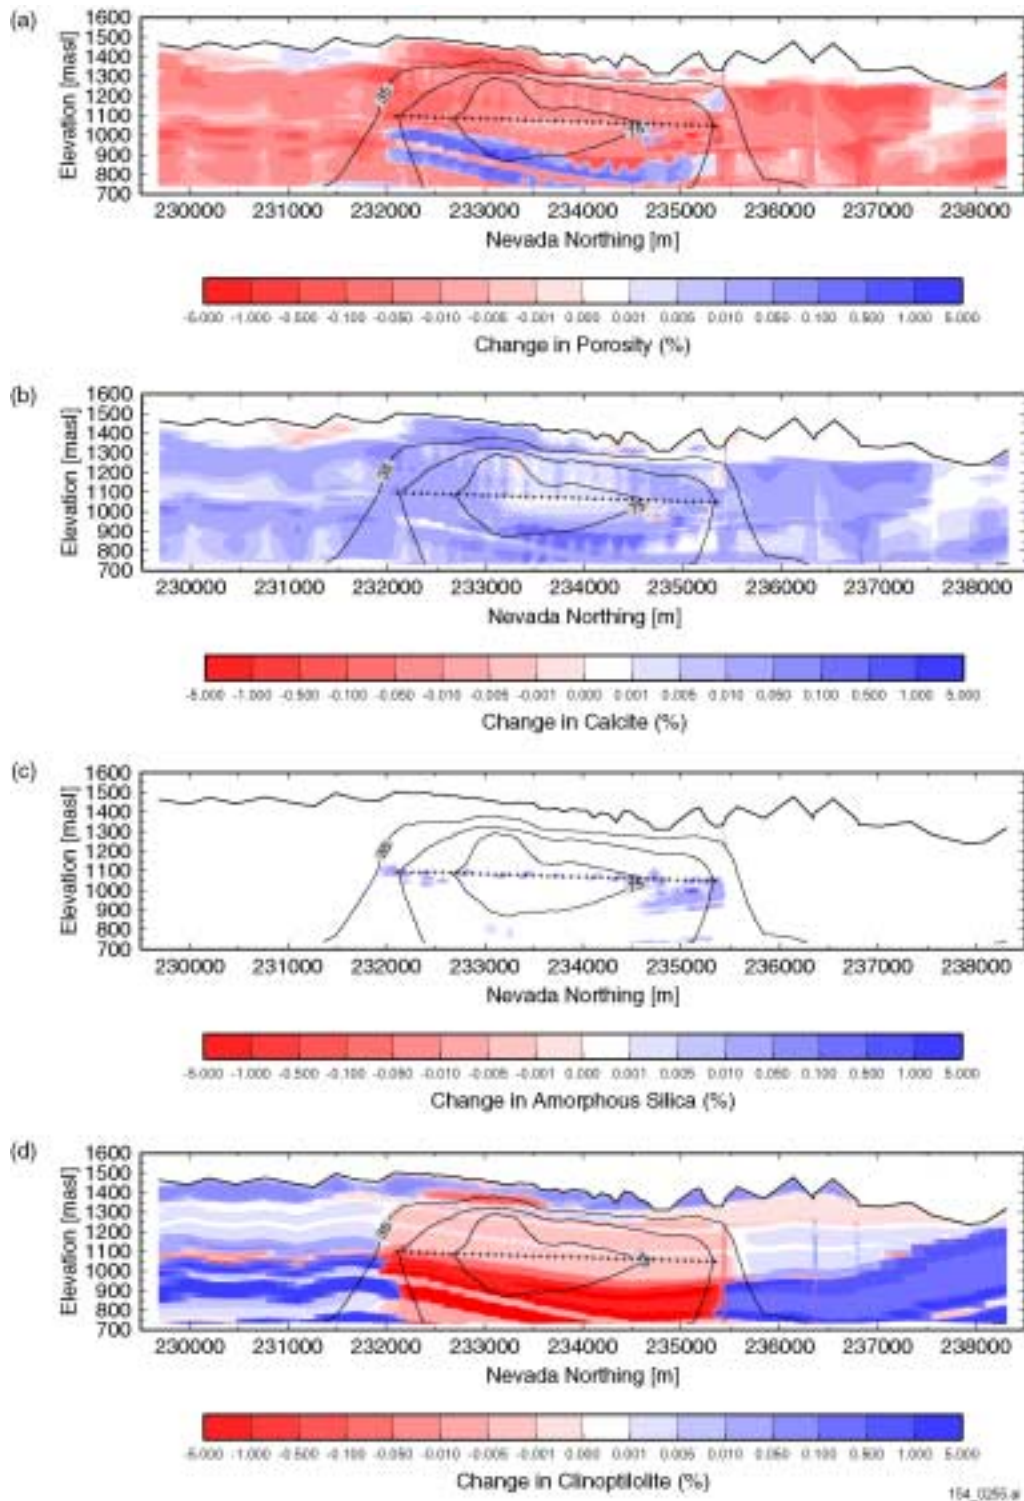 (a)
1600
1500
1400
1300
1200
1100
1000
900
800
700
Elevation [masl]
35
75
230000 231000 232000 233000 234000 235000 236000 237000 238000
Nevada Northing [m]
-5.000 -1.000 -0.500 -0.100 -0.050 -0.010 -0.005 -0.001 0.000 0.001 0.005 0.010 0.050 0.100 0.500 1.000 5.000
Change in Porosity (%)
(b)
1600
1500
1400
1300
1200
1100
1000
900
800
700
Elevation [masl]
35
75
230000 231000 232000 233000 234000 235000 236000 237000 238000
Nevada Northing [m]
-5.000 -1.000 -0.500 -0.100 -0.050 -0.010 -0.005 -0.001 0.000 0.001 0.005 0.010 0.050 0.100 0.500 1.000 5.000
Change in Calcite (%)
(c)
1600
1500
1400
1300
1200
1100
1000
900
800
700
Elevation [masl]
35
75
230000 231000 232000 233000 234000 235000 236000 237000 238000
Nevada Northing [m]
-5.000 -1.000 -0.500 -0.100 -0.050 -0.010 -0.005 -0.001 0.000 0.001 0.005 0.010 0.050 0.100 0.500 1.000 5.000
Change in Amorphous Silica (%)
(d)
1600
1500
1400
1300
1200
1100
1000
900
800
700
Elevation [masl]
35
230000 231000 232000 233000 234000 235000 236000 237000 238000
Nevada Northing [m]
-5.000 -1.000 -0.500 -0.100 -0.050 -0.010 -0.005 -0.001 0.000 0.001 0.005 0.010 0.050 0.100 0.500 1.000 5.000
Change in Clinoptilolite (%)
154_0255.ai